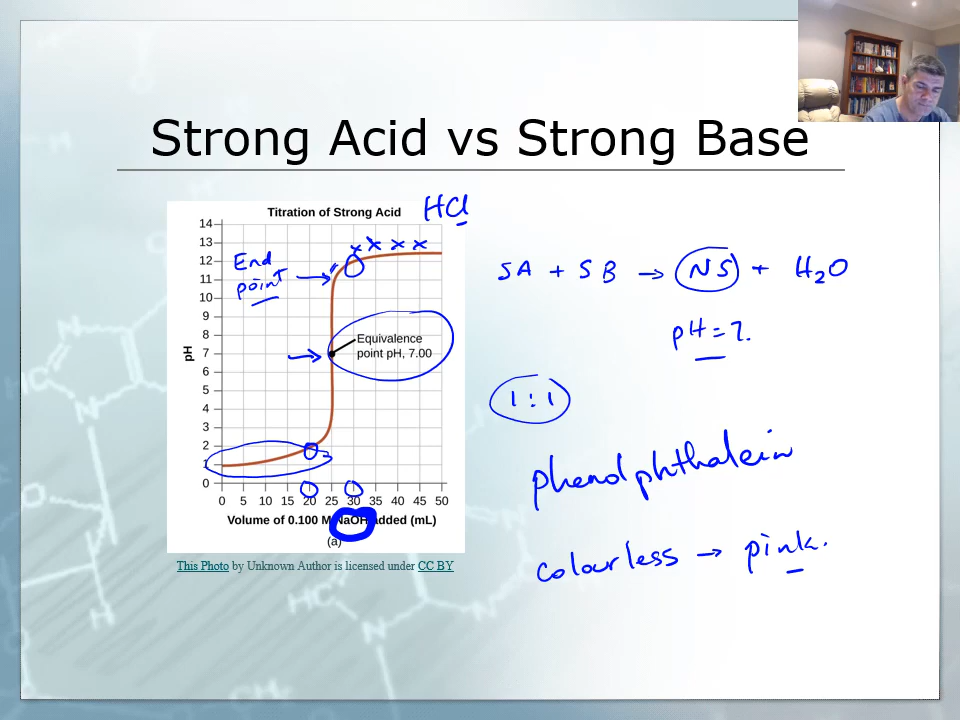 Strong Acid vs Strong Base
Titration of Strong Acid
HCl
14
13
12
11
10
9
8
7
6
5
4
3
2
1
0
pH
End
point
Equivalence
point pH, 7.00
0 5 10 15 20 25 30 35 40 45 50
Volume of 0.100 M NaOH added (mL)
(a)
This Photo by Unknown Author is licensed under CC BY
SA + SB → NS + H₂O
pH = 7.
1 : 1
phenolphthalein
colourless → pink.